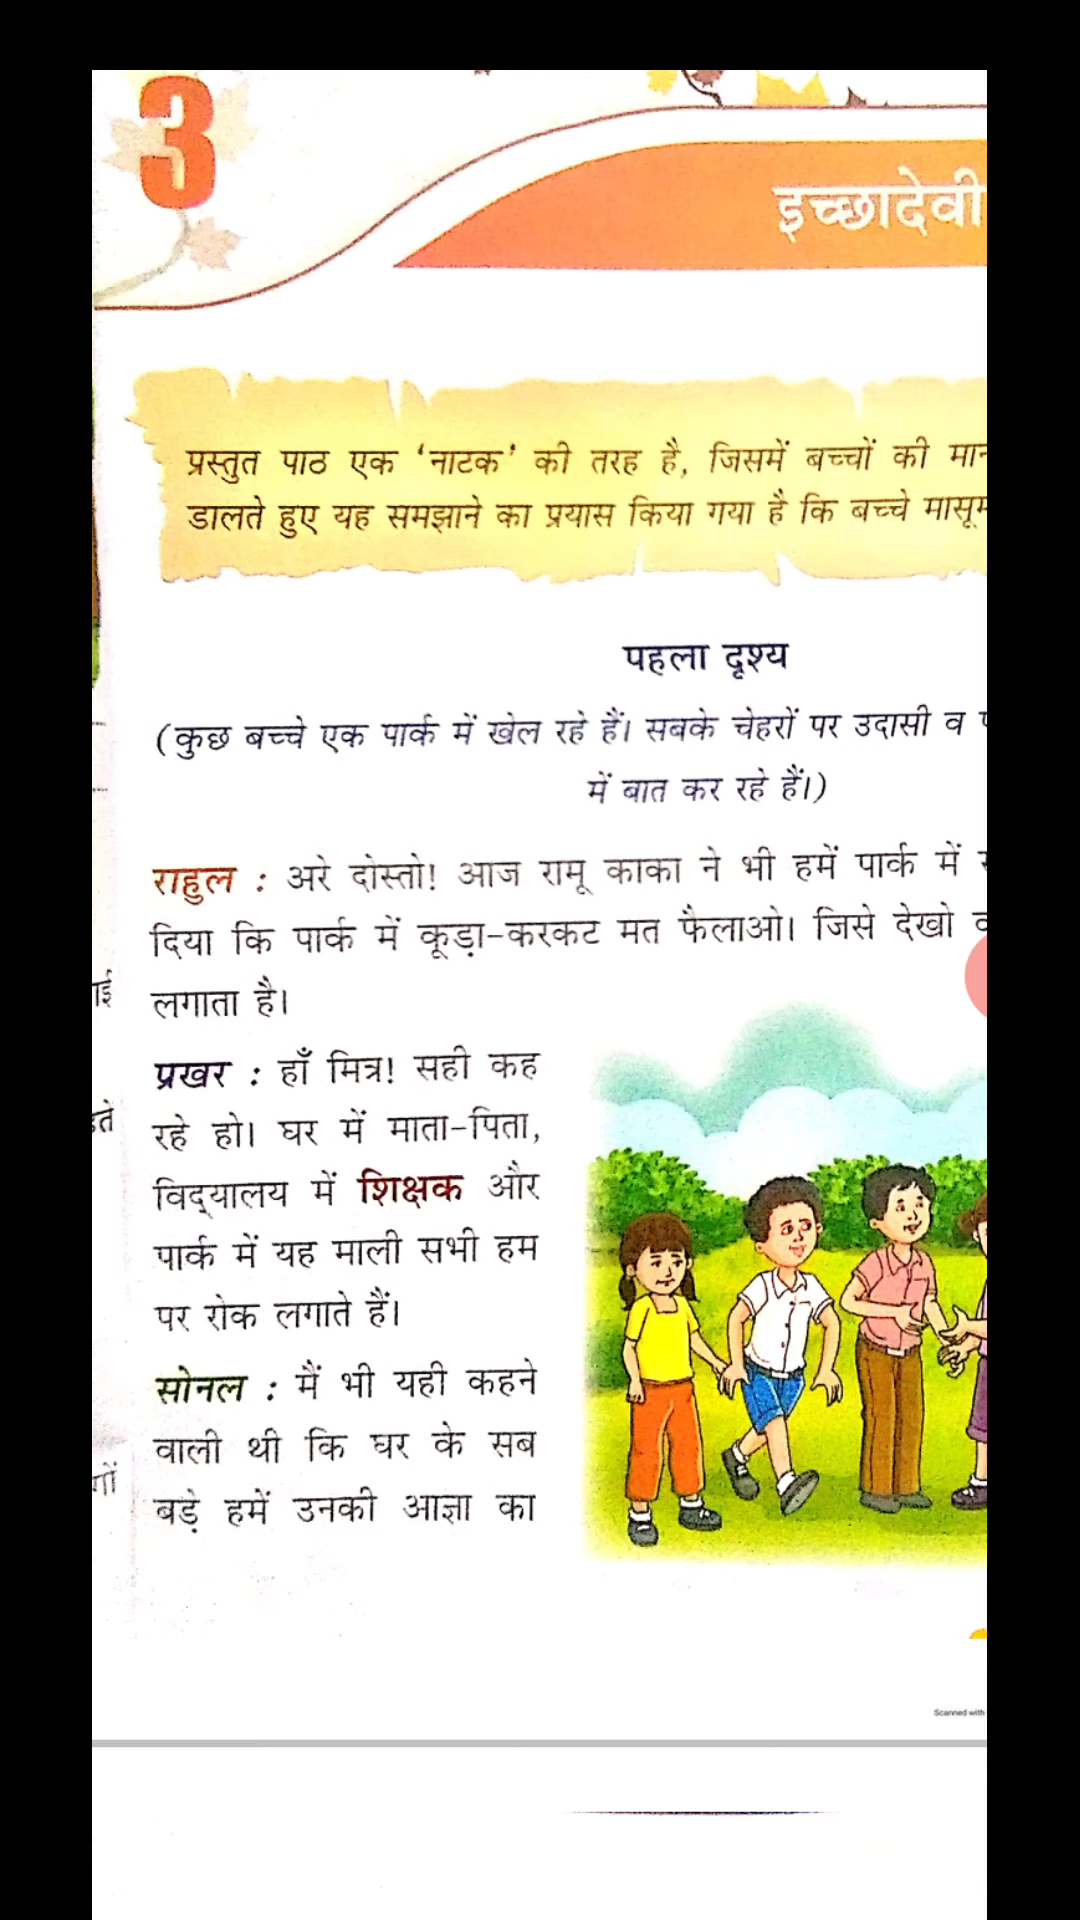 3
इच्छादेवी
प्रस्तुत पाठ एक ‘नाटक’ की तरह है, जिसमें बच्चों की
डालते हुए यह समझाने का प्रयास किया गया है कि बच्चे
पहला दृश्य
(कुछ बच्चे एक पार्क में खेल रहे हैं। सबके चेहरों पर उदासी व
में बात कर रहे हैं।)
राहुल : अरे दोस्तो! आज रामू काका ने भी हमें पार्क में
दिया कि पार्क में कूड़ा-करकट मत फैलाओ। जिसे देखो
लगाता है।
प्रखर : हाँ मित्र! सही कह
रहे हो। घर में माता-पिता,
विद्‌यालय में शिक्षक और
पार्क में यह माली सभी हम
पर रोक लगाते हैं।
सोनल : मैं भी यही कहने
वाली थी कि घर के सब
बड़े हमें उनकी आज्ञा का
Scanned with